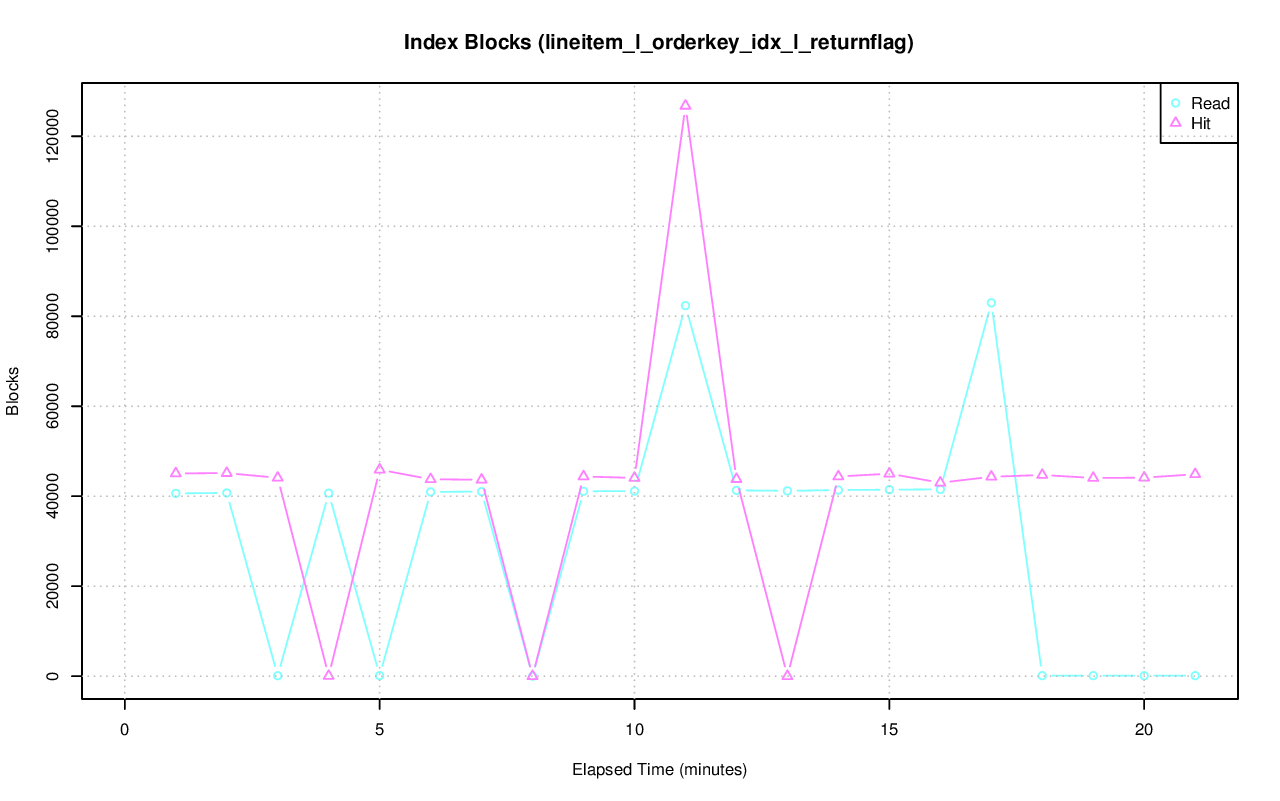 Index Blocks (lineitem_l_orderkey_idx_l_returnflag)
Read
Hit
120000
100000
80000
60000
40000
20000
0
Blocks
0 5 10 15 20
Elapsed Time (minutes)